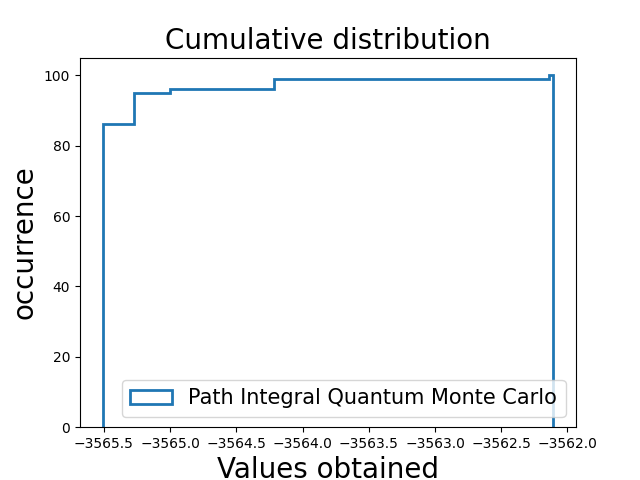 Cumulative distribution
100
80
60
40
20
0
occurrence
Path Integral Quantum Monte Carlo
−3565.5 −3565.0 −3564.5 −3564.0 −3563.5 −3563.0 −3562.5 −3562.0
Values obtained